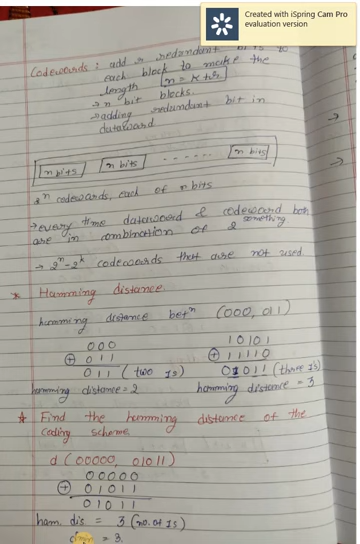 Created with iSpring Cam Pro
evaluation version
Codewords : add r redundant bits to
each block to make the
length [n = k + r]
→ n bit blocks.
→ adding redundant bit in
dataword
n bits n bits - - - - - - n bits
2ⁿ codewords, each of n bits
→ every time dataword & codeword both
are in combination of 2 something
→ 2ⁿ-2ᵏ codewords that are not used.
* Hamming distance
hamming distance betⁿ (000, 011)
000 10101
⊕ 011 ⊕ 11110
011 (two 1s) 01011 (three 1s)
hamming distance = 2 hamming distance = 3
* Find the hamming distance of the
coding scheme.
d (00000, 01011)
00000
⊕ 01011
01011
ham. dis. = 3 (no. of 1s)
dmin = 3.